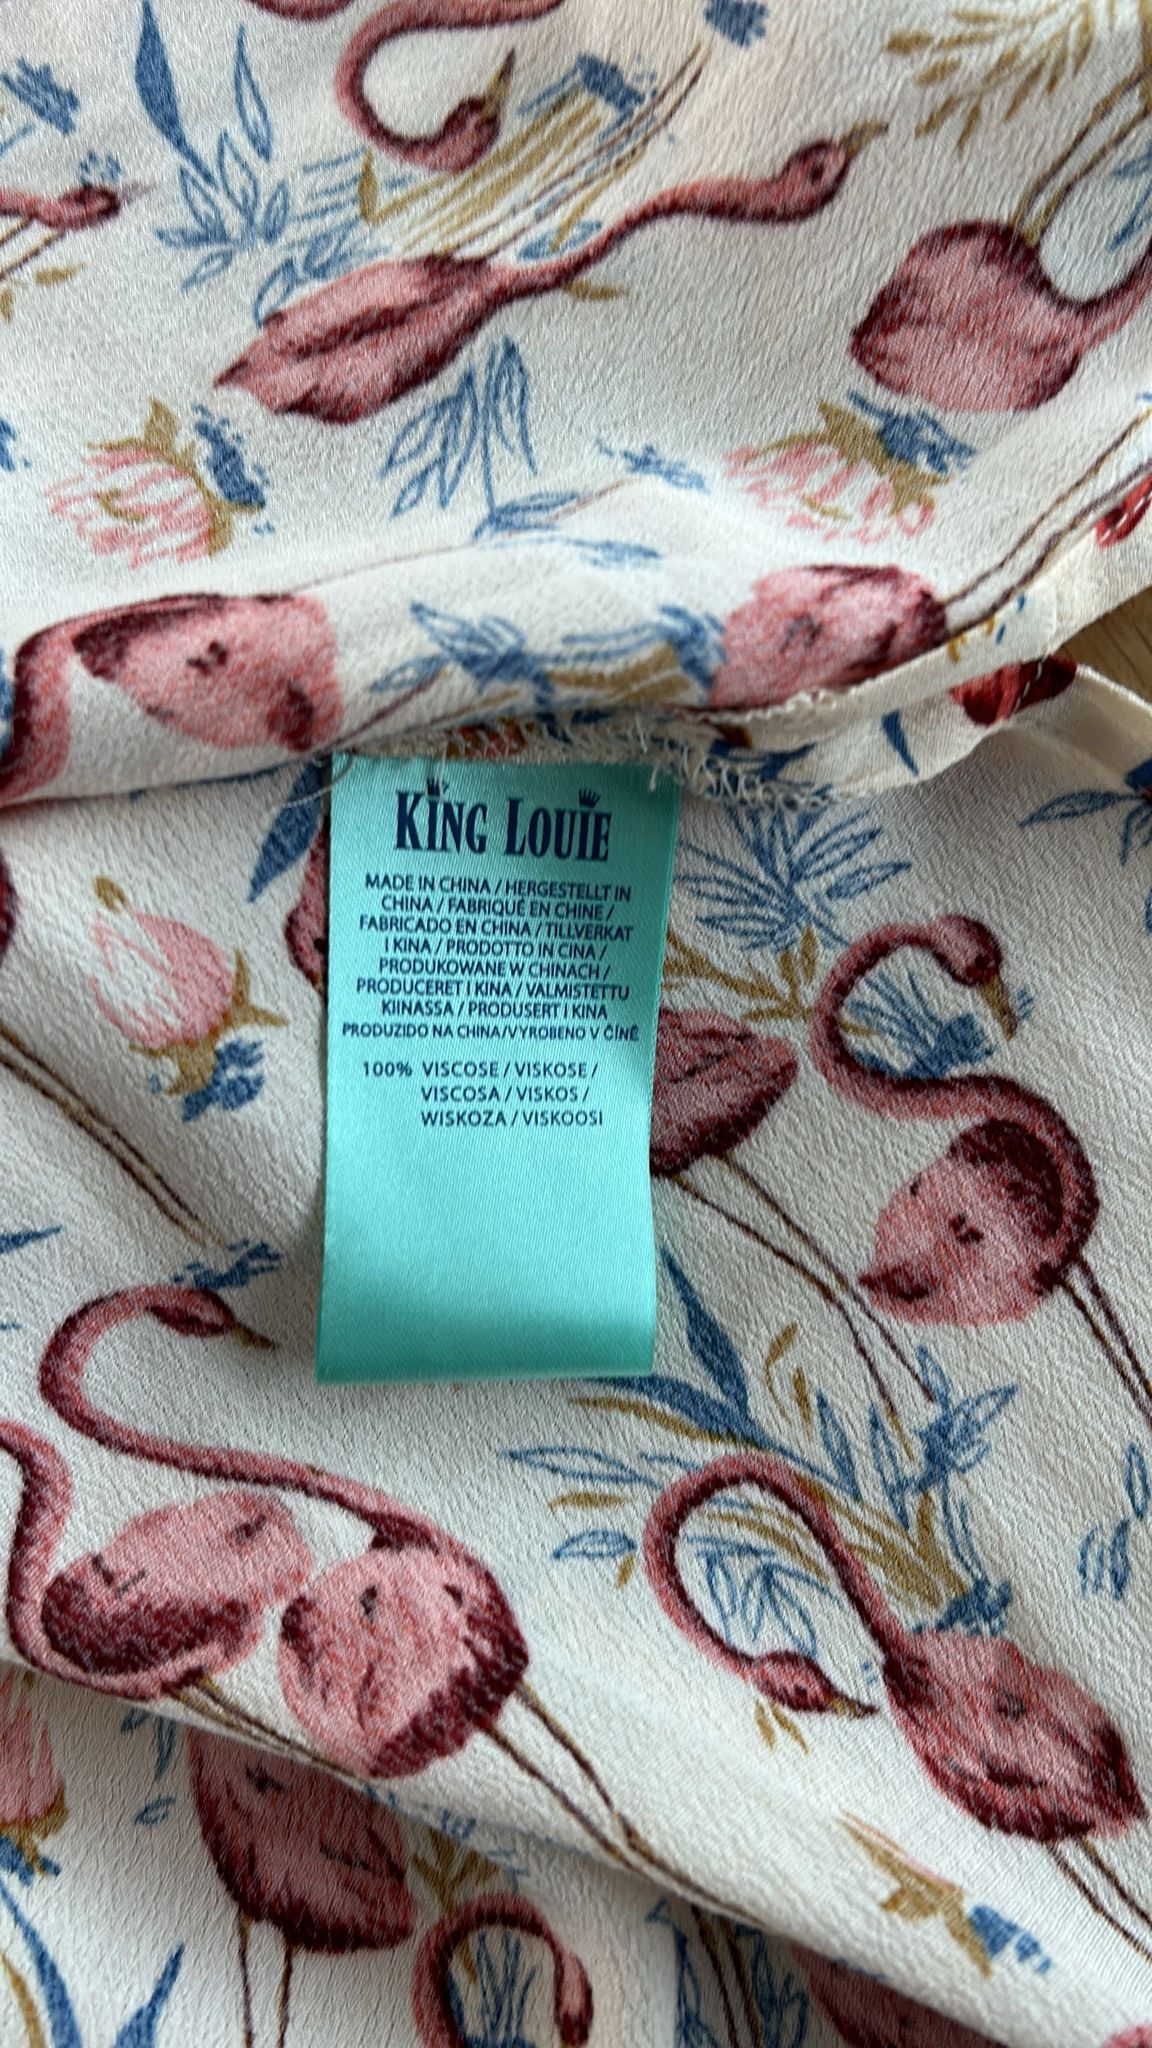 KING LOUIE
MADE IN CHINA / HERGESTELLT IN
CHINA / FABRIQUÉ EN CHINE /
FABRICADO EN CHINA / TILLVERKAT
I KINA / PRODOTTO IN CINA /
PRODUKOWANE W CHINACH /
PRODUCERET I KINA / VALMISTETTU
KIINASSA / PRODUSERT I KINA
PRODUZIDO NA CHINA/VYROBENO V ČÍNĚ
100% VISCOSE / VISKOSE /
VISCOSA / VISKOS /
WISKOZA / VISKOOSI